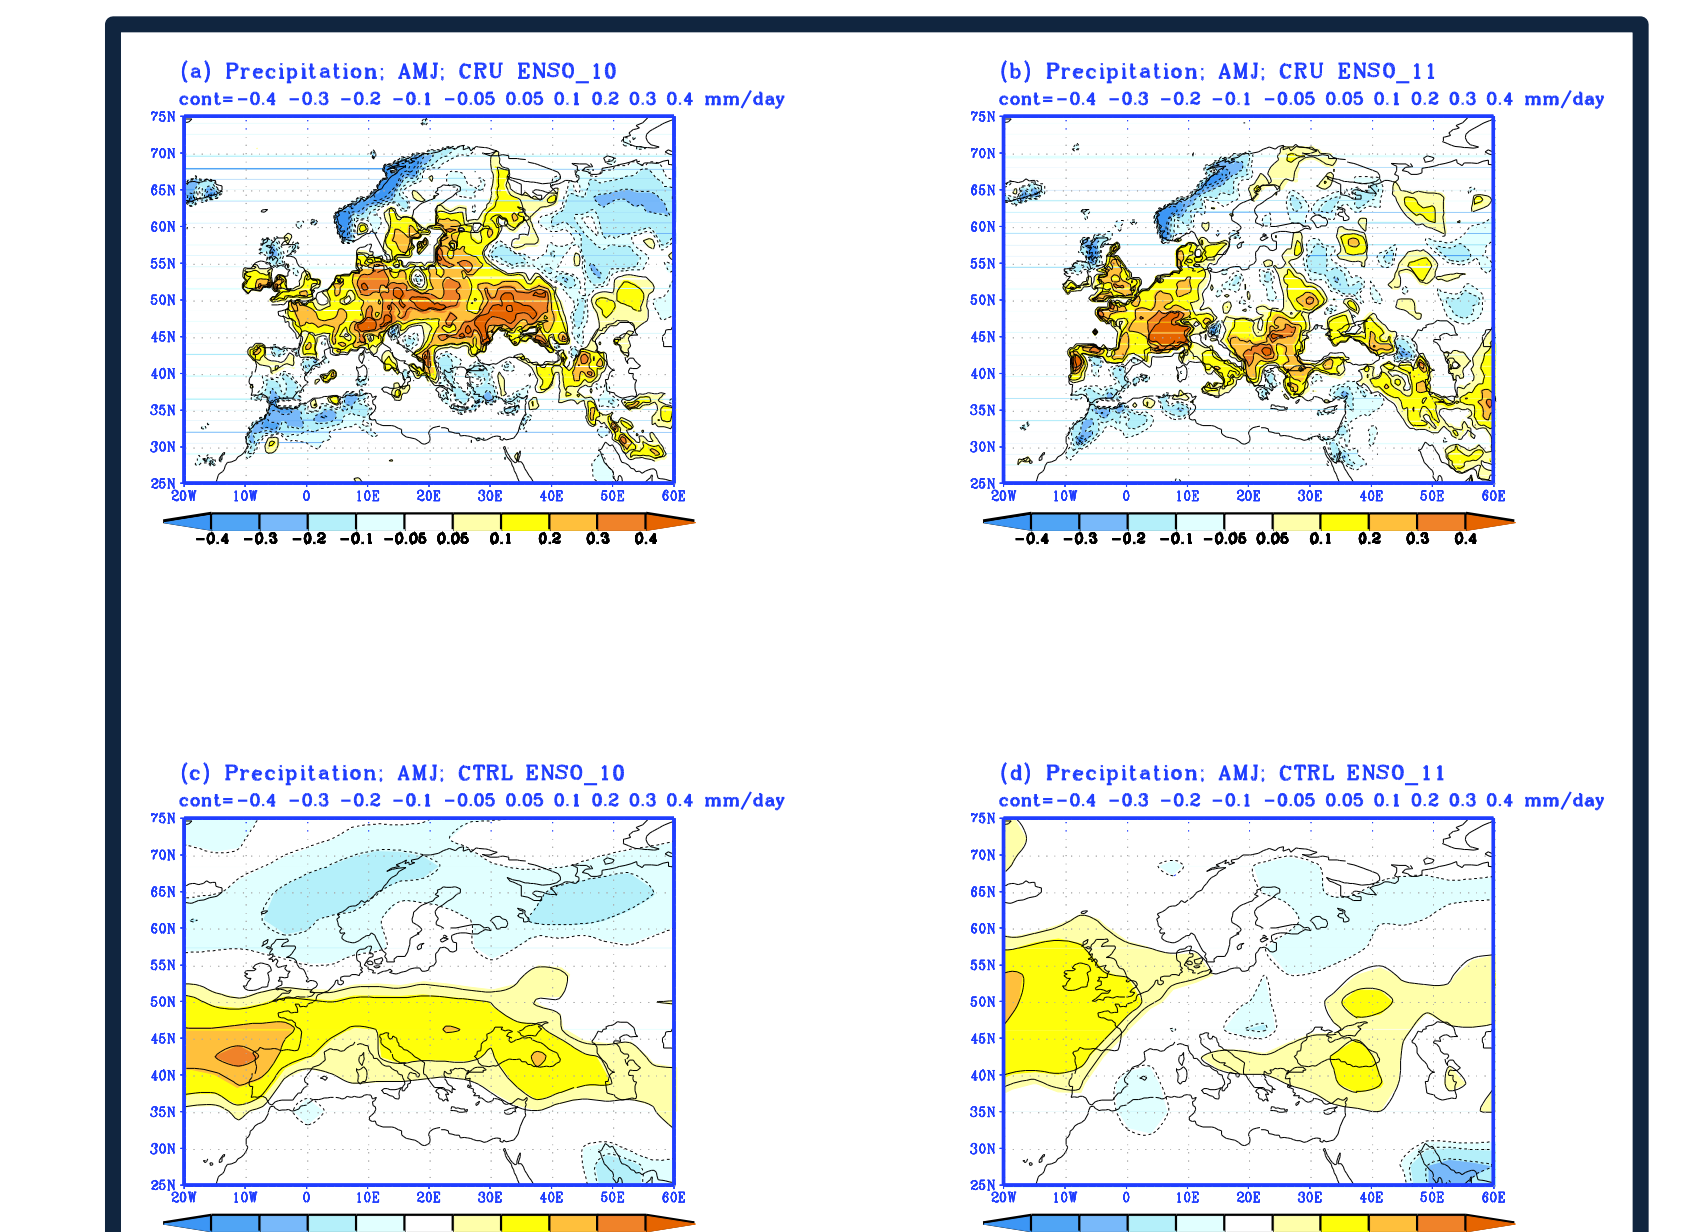 (a) Precipitation; AMJ; CRU ENSO_10
cont=-0.4 -0.3 -0.2 -0.1 -0.05 0.05 0.1 0.2 0.3 0.4 mm/day
75N
70N
65N
60N
55N
50N
45N
40N
35N
30N
25N
20W 10W 0 10E 20E 30E 40E 50E 60E
-0.4 -0.3 -0.2 -0.1 -0.05 0.05 0.1 0.2 0.3 0.4
(b) Precipitation; AMJ; CRU ENSO_11
cont=-0.4 -0.3 -0.2 -0.1 -0.05 0.05 0.1 0.2 0.3 0.4 mm/day
75N
70N
65N
60N
55N
50N
45N
40N
35N
30N
25N
20W 10W 0 10E 20E 30E 40E 50E 60E
-0.4 -0.3 -0.2 -0.1 -0.05 0.05 0.1 0.2 0.3 0.4
(c) Precipitation; AMJ; CTRL ENSO_10
cont=-0.4 -0.3 -0.2 -0.1 -0.05 0.05 0.1 0.2 0.3 0.4 mm/day
75N
70N
65N
60N
55N
50N
45N
40N
35N
30N
25N
20W 10W 0 10E 20E 30E 40E 50E 60E
(d) Precipitation; AMJ; CTRL ENSO_11
cont=-0.4 -0.3 -0.2 -0.1 -0.05 0.05 0.1 0.2 0.3 0.4 mm/day
75N
70N
65N
60N
55N
50N
45N
40N
35N
30N
25N
20W 10W 0 10E 20E 30E 40E 50E 60E